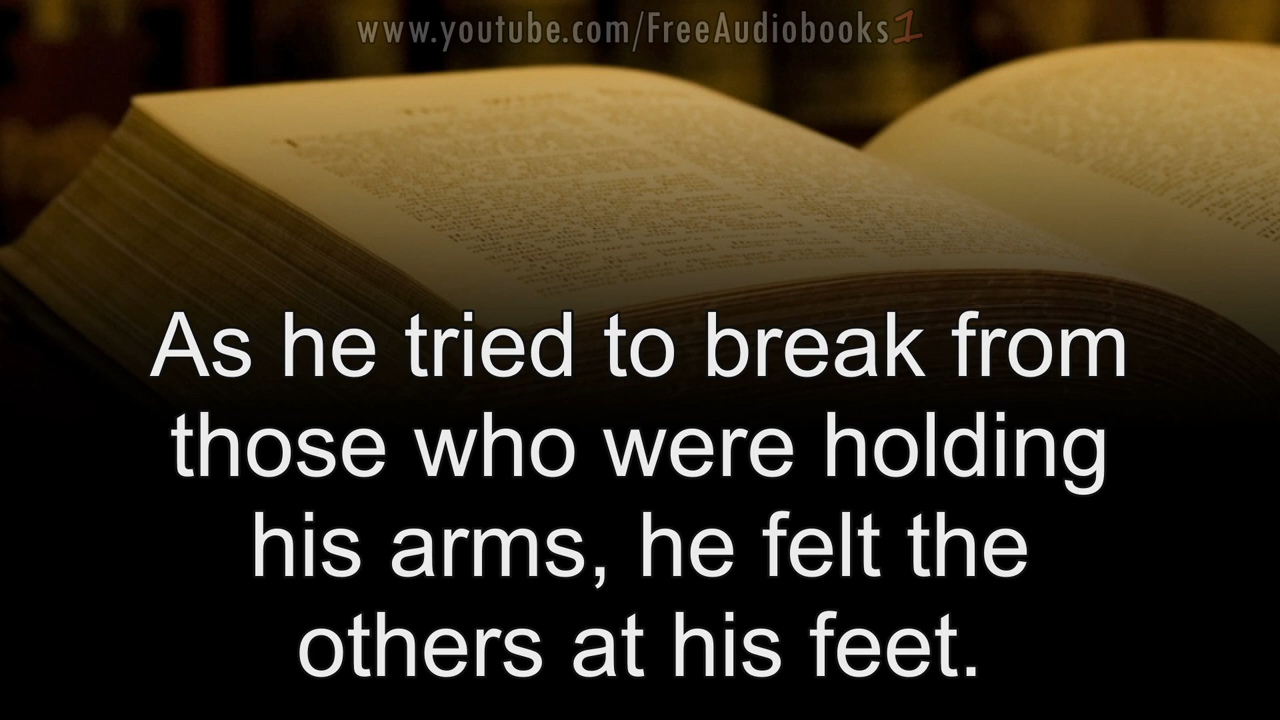 www.youtube.com/FreeAudiobooks1
As he tried to break from
those who were holding
his arms, he felt the
others at his feet.